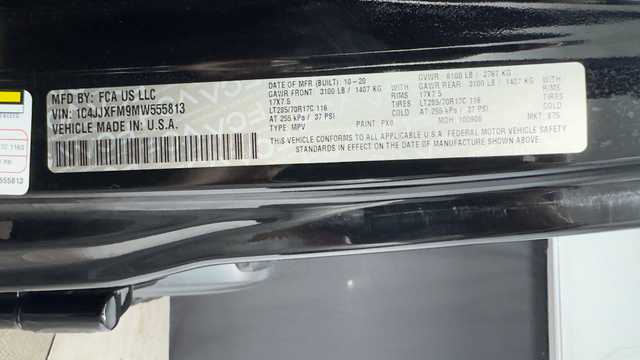 MFD BY: FCA US LLC
VIN: 1C4JJXFM9MW555813
VEHICLE MADE IN U.S.A.
DATE OF MFR (BUILT): 10-20
GAWR FRONT 3100 LB / 1407 KG
WITH
17X7.5
RIMS
LT285/70R17C 116
TIRES
AT 255 kPa / 37 PSI
COLD
TYPE: MPV
PAINT: PX8
GVWR: 6100 LB / 2767 KG
GAWR REAR 3100 LB / 1407 KG
WITH
17X7.5
RIMS
LT285/70R17C 116
TIRES
AT 255 kPa / 37 PSI
COLD
MDH: 100908
MKT:
THIS VEHICLE CONFORMS TO ALL APPLICABLE U.S.A. FEDERAL MOTOR VEHICLE SAFETY
STANDARDS IN EFFECT ON THE DATE OF MANUFACTURE SHOWN ABOVE.
555813